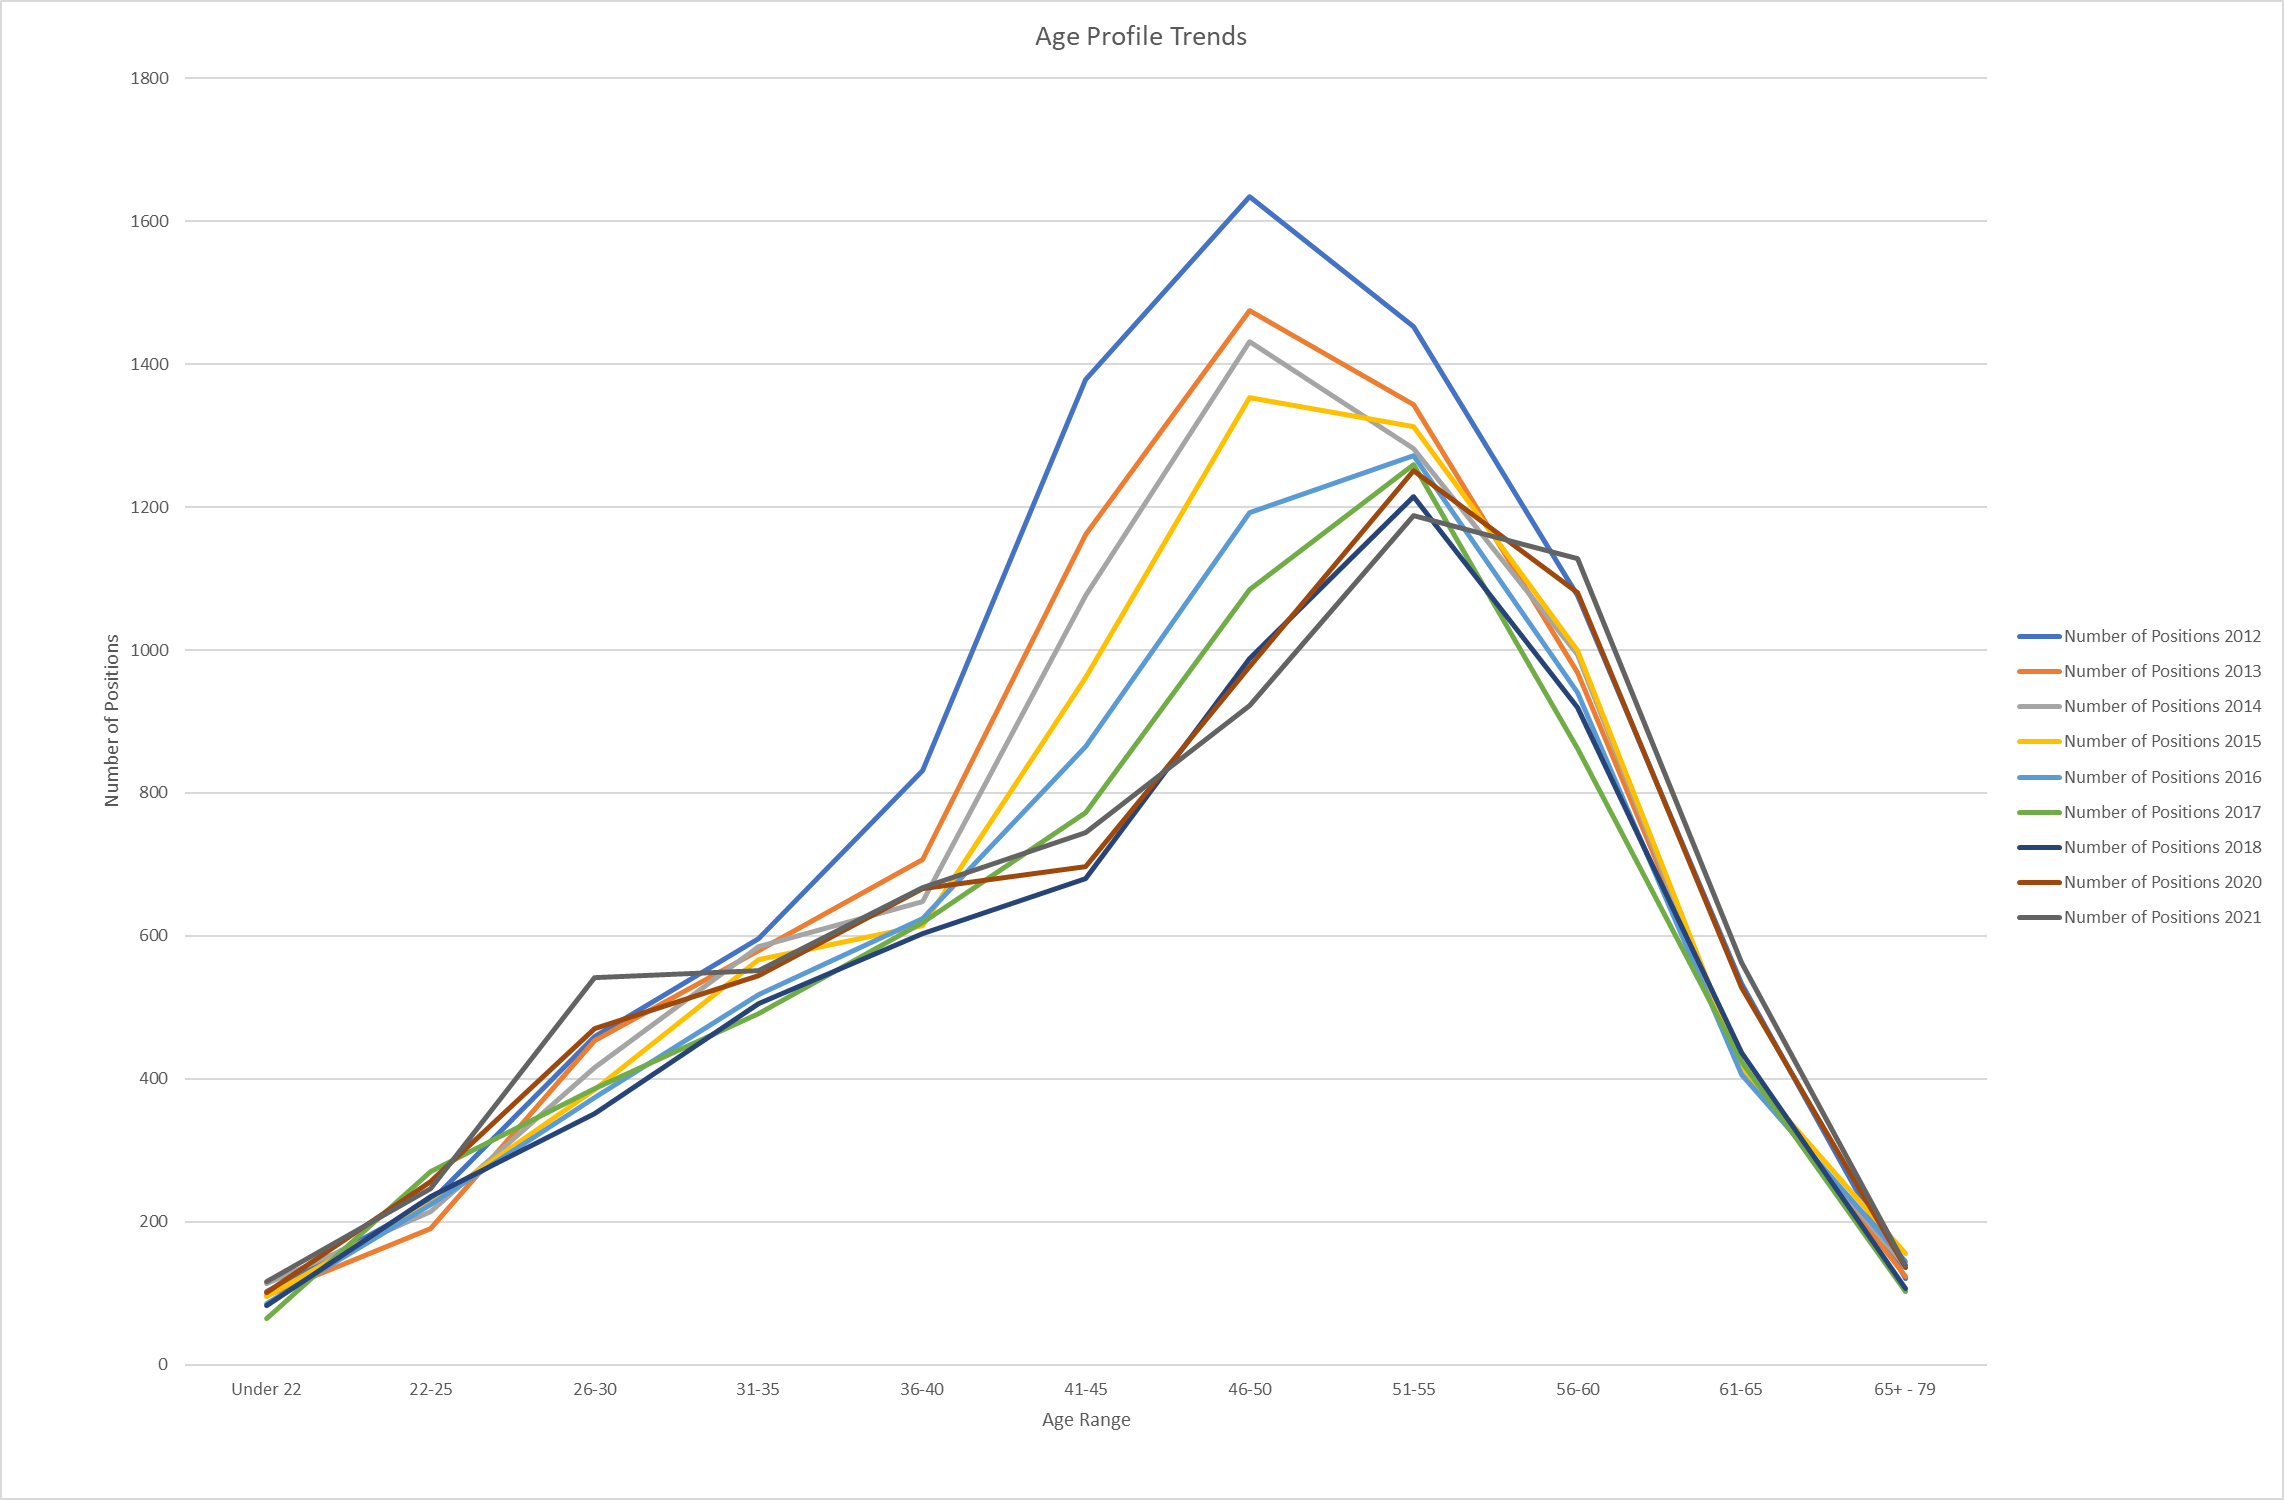 Age Profile Trends
1800
1600
1400
1200
1000
800
600
400
200
0
Number of Positions
Under 22 22-25 26-30 31-35 36-40 41-45 46-50 51-55 56-60 61-65 65+ - 79
Age Range
Number of Positions 2012
Number of Positions 2013
Number of Positions 2014
Number of Positions 2015
Number of Positions 2016
Number of Positions 2017
Number of Positions 2018
Number of Positions 2020
Number of Positions 2021